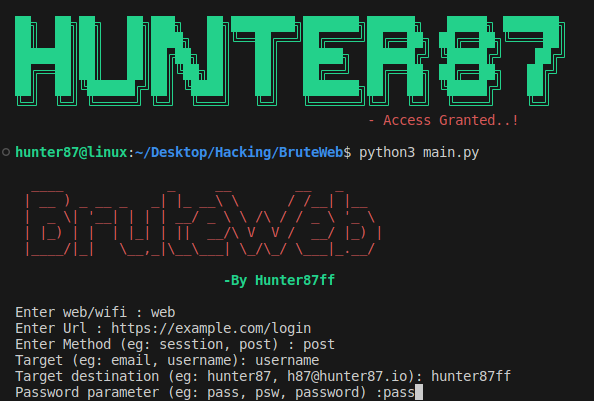 HUNTER87
- Access Granted..!
hunter87@linux:~/Desktop/Hacking/BruteWeb$ python3 main.py
BruteWeb
-By Hunter87ff
Enter web/wifi : web
Enter Url : https://example.com/login
Enter Method (eg: sesstion, post) : post
Target (eg: email, username): username
Target destination (eg: hunter87, h87@hunter87.io): hunter87ff
Password parameter (eg: pass, psw, password) :pass